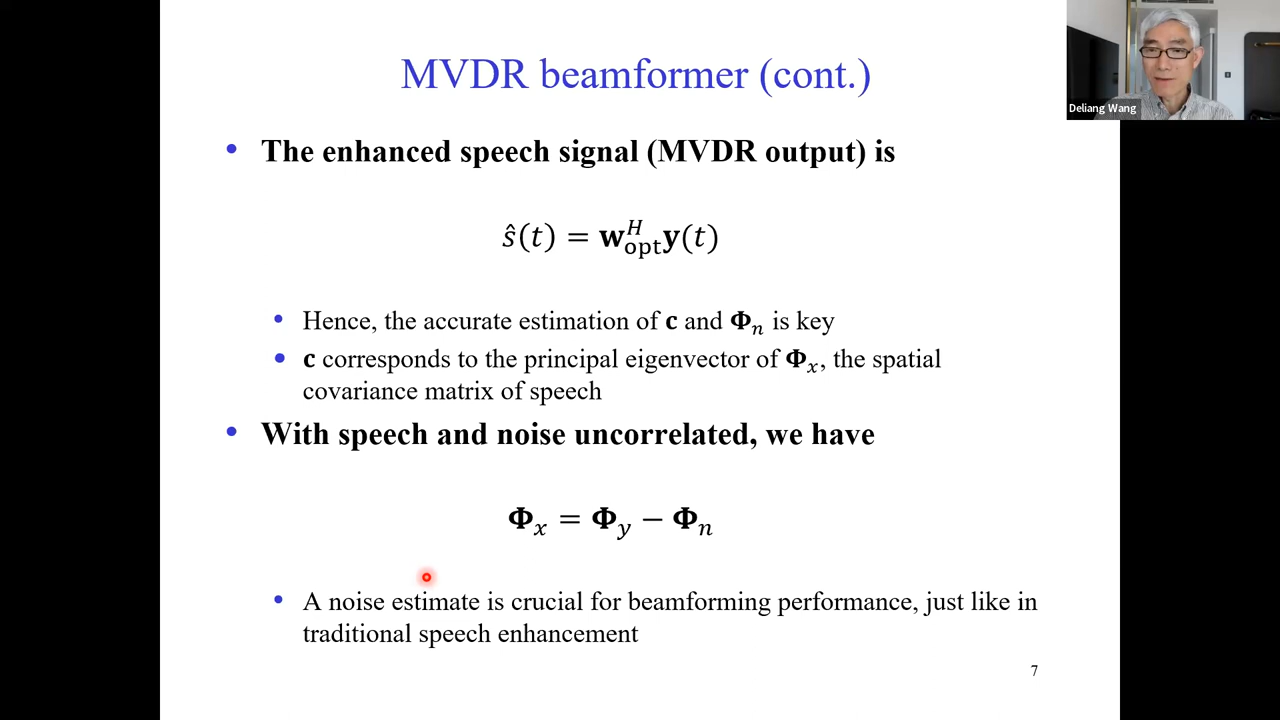 MVDR beamformer (cont.)
Deliang Wang
• The enhanced speech signal (MVDR output) is
ŝ(t) = w_opt^H y(t)
• Hence, the accurate estimation of c and Φ_n is key
• c corresponds to the principal eigenvector of Φ_x, the spatial
covariance matrix of speech
• With speech and noise uncorrelated, we have
Φ_x = Φ_y − Φ_n
• A noise estimate is crucial for beamforming performance, just like in
traditional speech enhancement
7